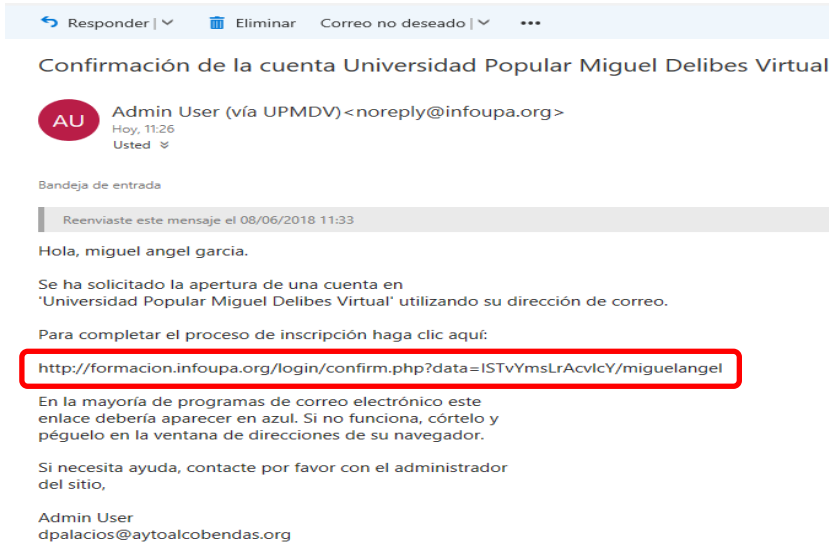 Responder | Eliminar Correo no deseado | •••
Confirmación de la cuenta Universidad Popular Miguel Delibes Virtual
AU
Admin User (vía UPMDV)<noreply@infoupa.org>
Hoy, 11:26
Usted
Bandeja de entrada
Reenviaste este mensaje el 08/06/2018 11:33
Hola, miguel angel garcia.
Se ha solicitado la apertura de una cuenta en
'Universidad Popular Miguel Delibes Virtual' utilizando su dirección de correo.
Para completar el proceso de inscripción haga clic aquí:
http://formacion.infoupa.org/login/confirm.php?data=lSTvYmsLrAcvlcY/miguelangel
En la mayoría de programas de correo electrónico este
enlace debería aparecer en azul. Si no funciona, córtelo y
péguelo en la ventana de direcciones de su navegador.
Si necesita ayuda, contacte por favor con el administrador
del sitio,
Admin User
dpalacios@aytoalcobendas.org